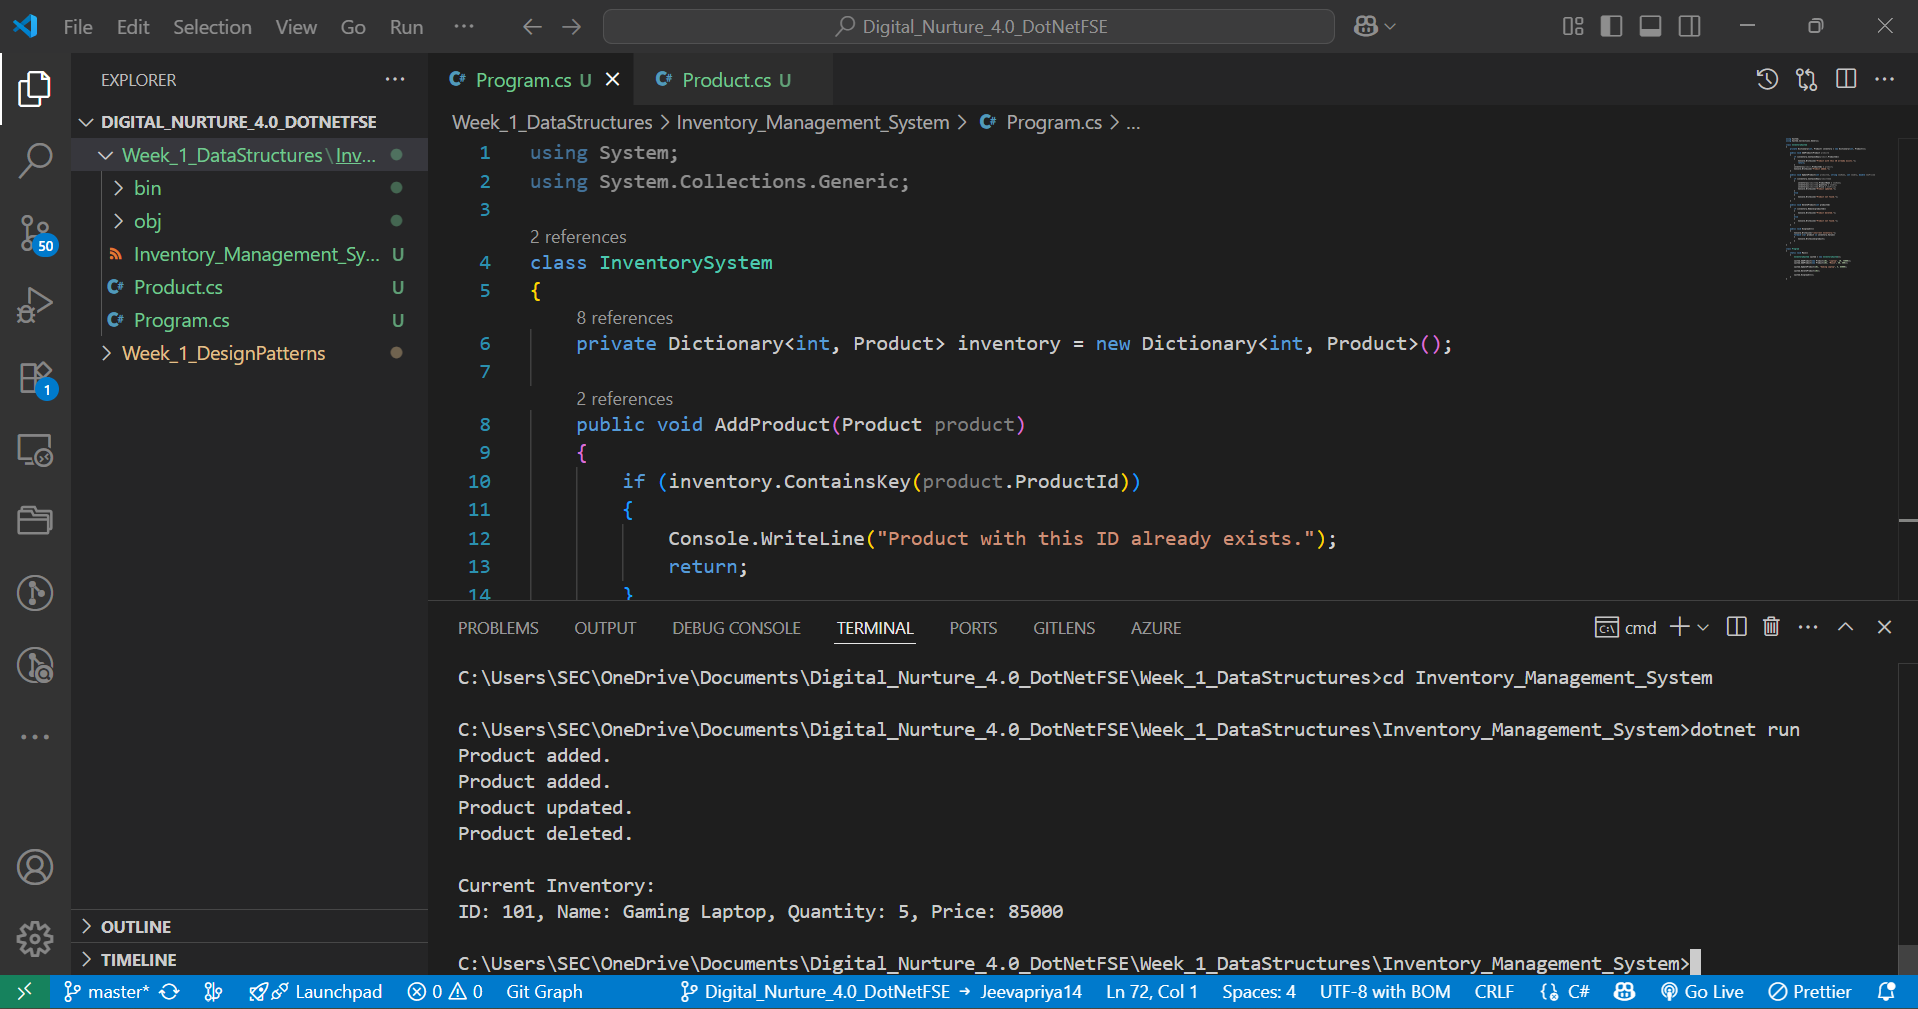 File Edit Selection View Go Run ··· Digital_Nurture_4.0_DotNetFSE
EXPLORER ···
DIGITAL_NURTURE_4.0_DOTNETFSE
Week_1_DataStructures\Inv...
bin
obj
Inventory_Management_Sy... U
C# Product.cs U
C# Program.cs U
Week_1_DesignPatterns
OUTLINE
TIMELINE
50
1
C# Program.cs U
C# Product.cs U
Week_1_DataStructures > Inventory_Management_System > C# Program.cs > ...
1 using System;
2 using System.Collections.Generic;
3
2 references
4 class InventorySystem
5 {
8 references
6 private Dictionary<int, Product> inventory = new Dictionary<int, Product>();
7
2 references
8 public void AddProduct(Product product)
9 {
10 if (inventory.ContainsKey(product.ProductId))
11 {
12 Console.WriteLine("Product with this ID already exists.");
13 return;
14 }
PROBLEMS OUTPUT DEBUG CONSOLE TERMINAL PORTS GITLENS AZURE cmd
C:\Users\SEC\OneDrive\Documents\Digital_Nurture_4.0_DotNetFSE\Week_1_DataStructures>cd Inventory_Management_System
C:\Users\SEC\OneDrive\Documents\Digital_Nurture_4.0_DotNetFSE\Week_1_DataStructures\Inventory_Management_System>dotnet run
Product added.
Product added.
Product updated.
Product deleted.
Current Inventory:
ID: 101, Name: Gaming Laptop, Quantity: 5, Price: 85000
C:\Users\SEC\OneDrive\Documents\Digital_Nurture_4.0_DotNetFSE\Week_1_DataStructures\Inventory_Management_System>
master* Launchpad 0 0 Git Graph Digital_Nurture_4.0_DotNetFSE → Jeevapriya14 Ln 72, Col 1 Spaces: 4 UTF-8 with BOM CRLF C# Go Live Prettier